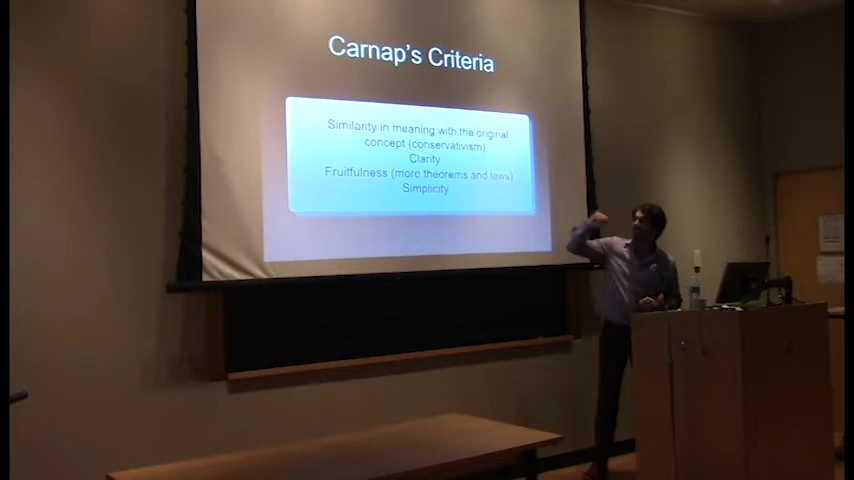 Carnap's Criteria
Similarity in meaning with the original
concept (conservativism)
Clarity
Fruitfulness (more theorems and laws)
Simplicity